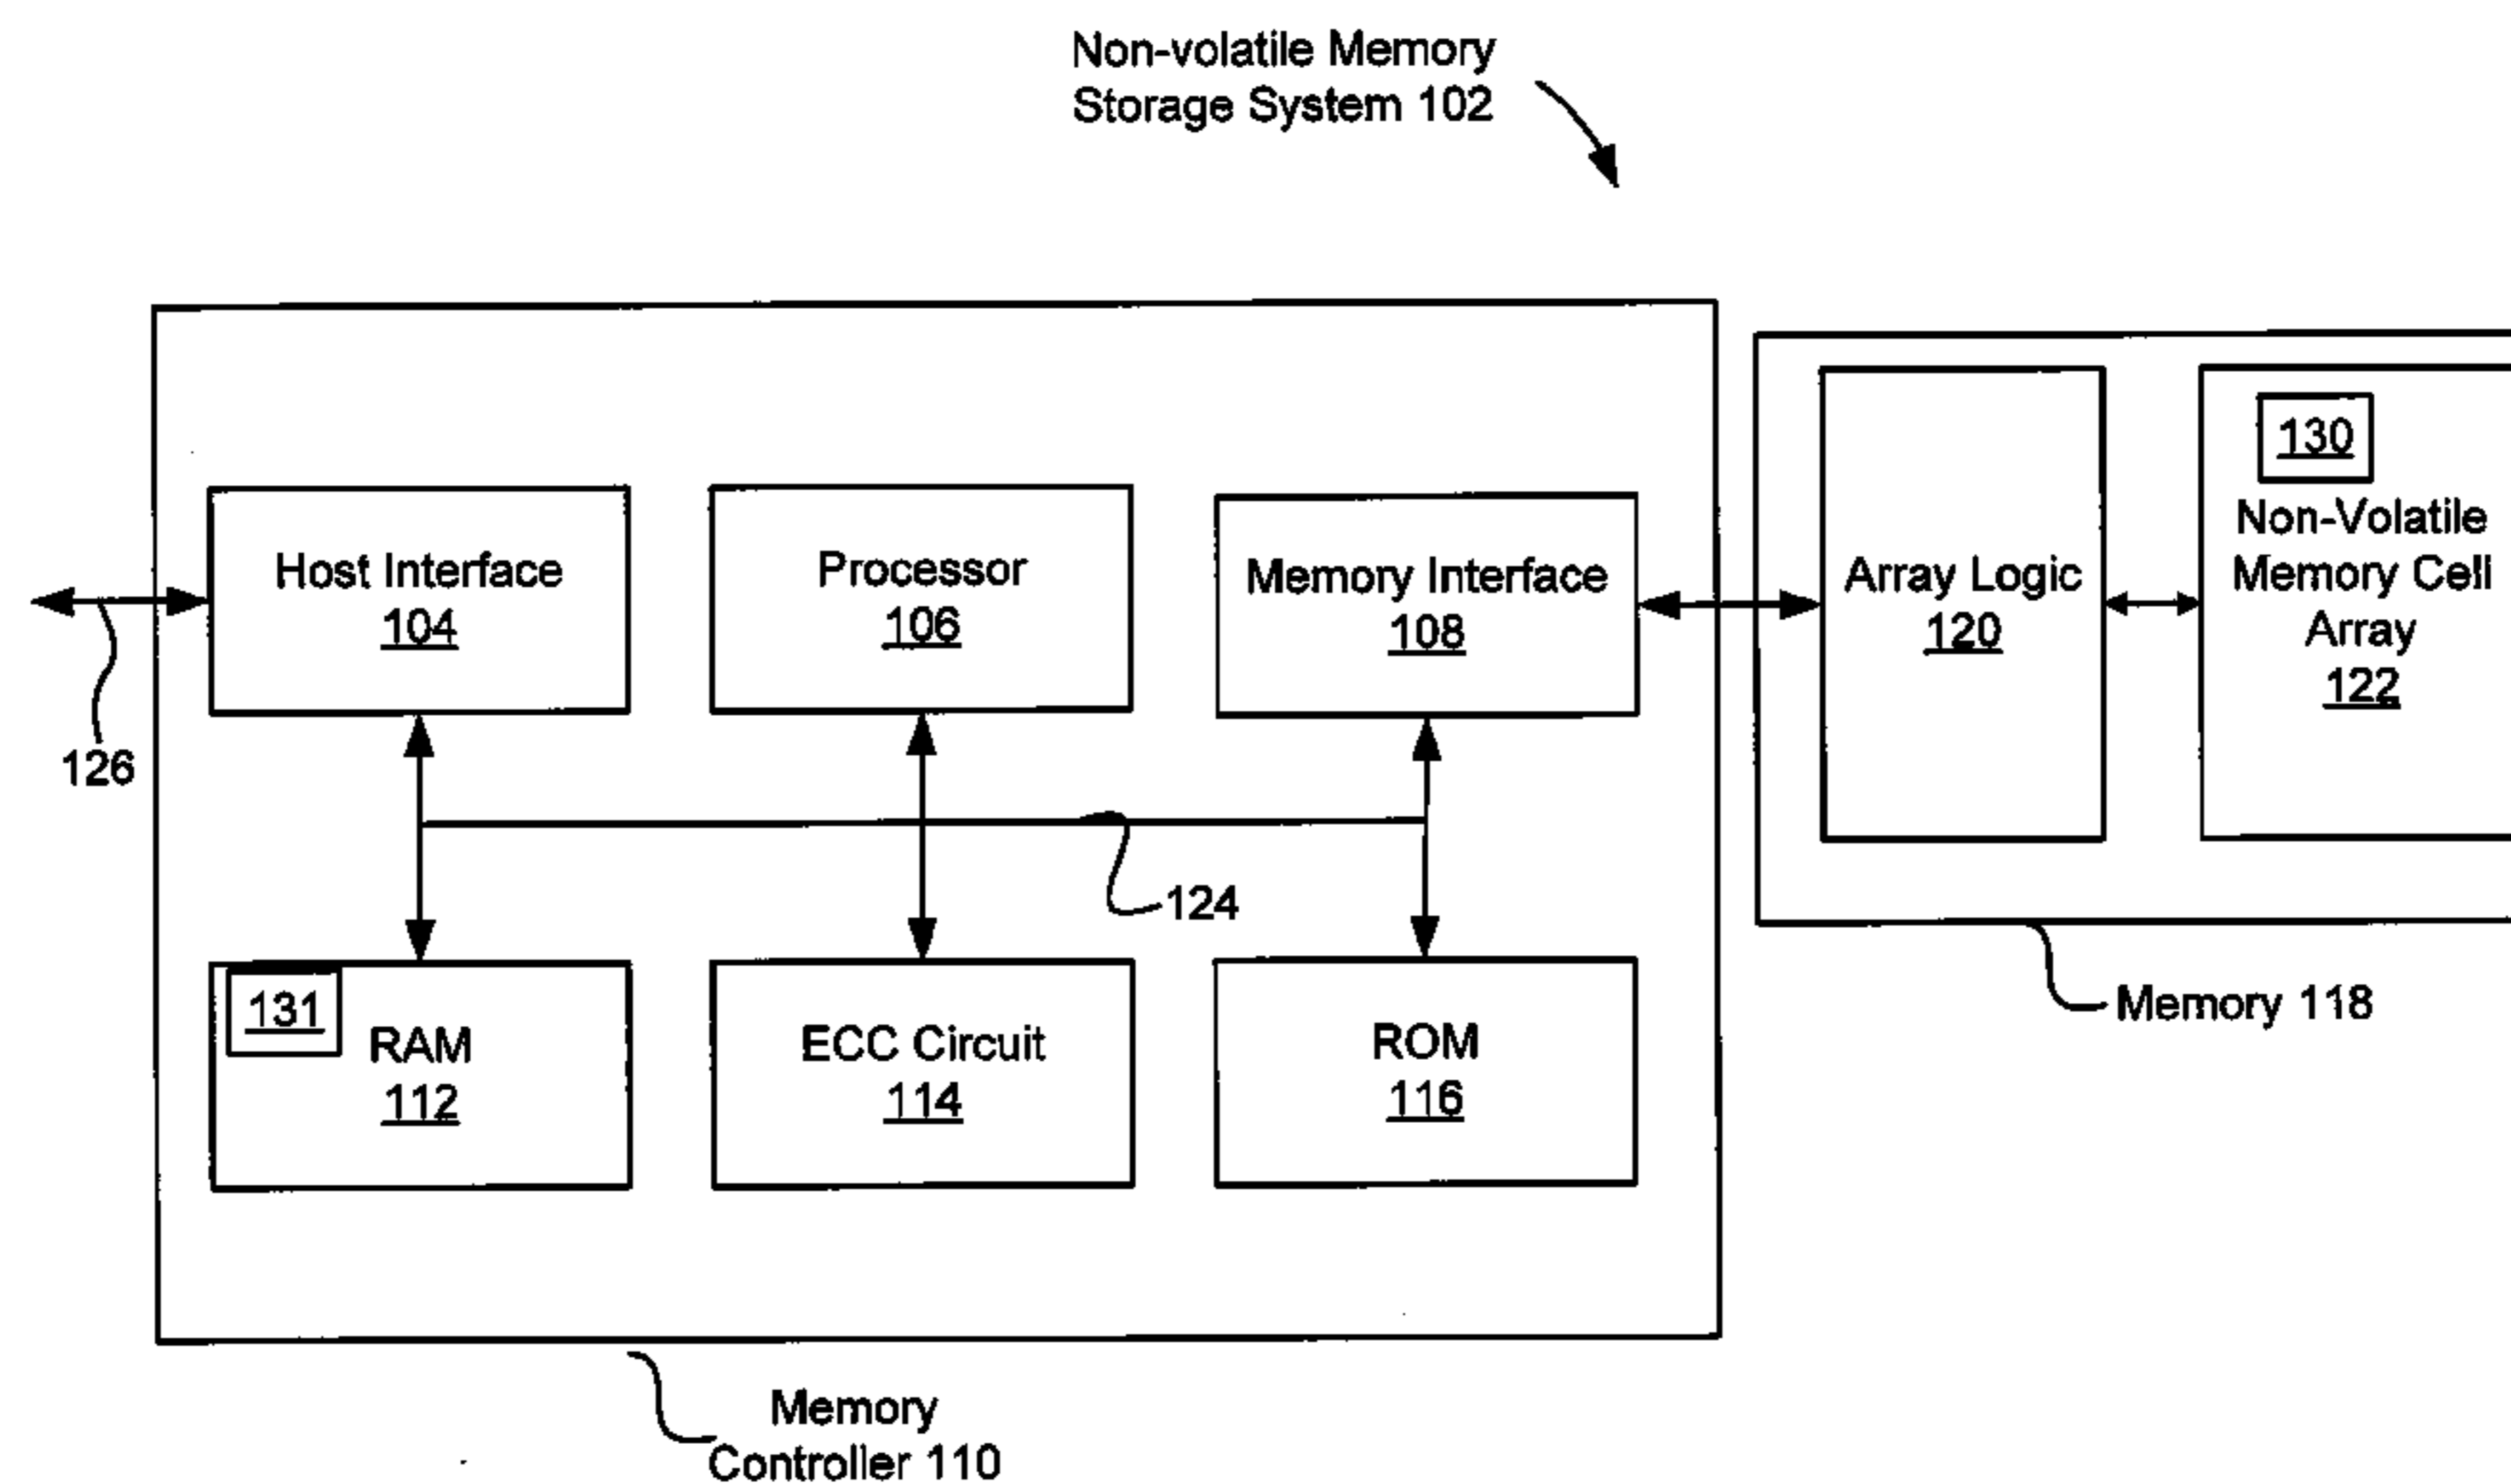 Non-volatile Memory
Storage System 102
Host Interface
104
Processor
106
Memory Interface
108
Array Logic
120
130
Non-Volatile
Memory Cell
Array
122
126
124
131
RAM
112
ECC Circuit
114
ROM
116
Memory 118
Memory
Controller 110